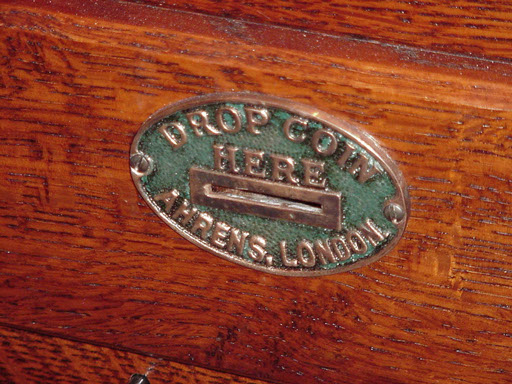 DROP COIN
HERE
AHRENS, LONDON.